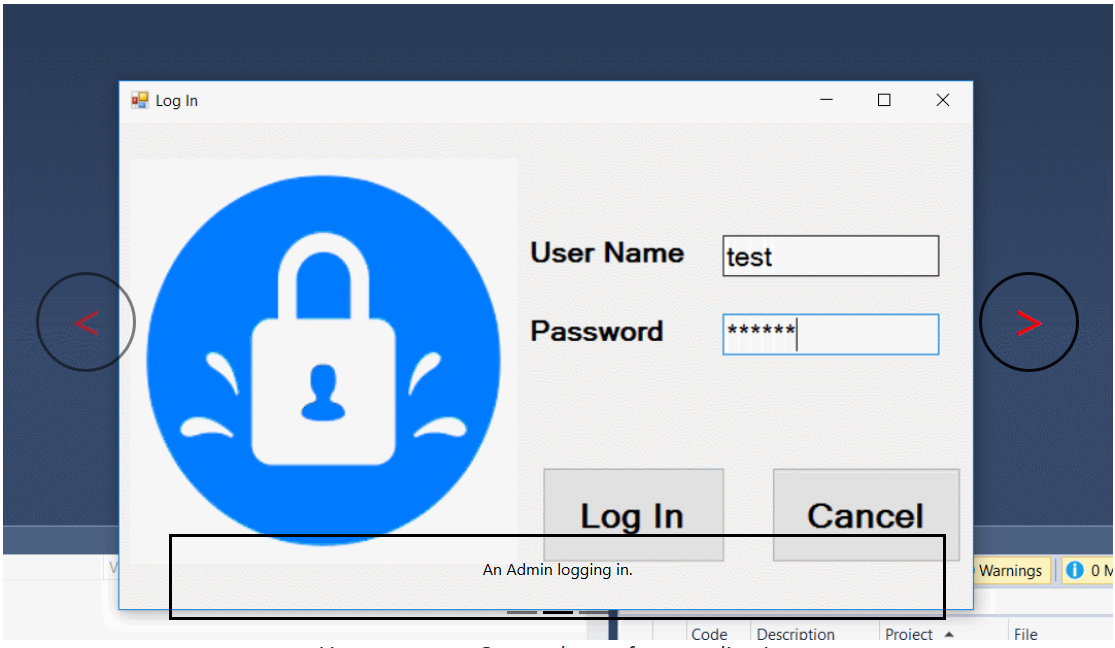 Log In
User Name
test
Password
******
<
>
Log In
Cancel
An Admin logging in.
Warnings
0 M
Code
Description
Project
File